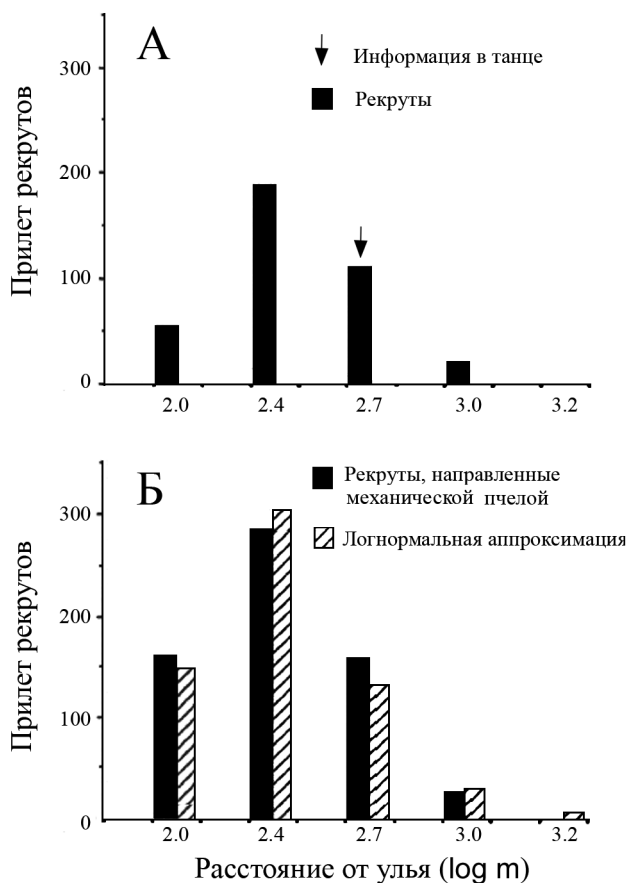 А
Информация в танце
Рекруты
Прилет рекрутов
300
200
100
0
2.0 2.4 2.7 3.0 3.2
Б
Рекруты, направленные
механической пчелой
Логнормальная аппроксимация
Прилет рекрутов
300
200
100
0
2.0 2.4 2.7 3.0 3.2
Расстояние от улья (log m)